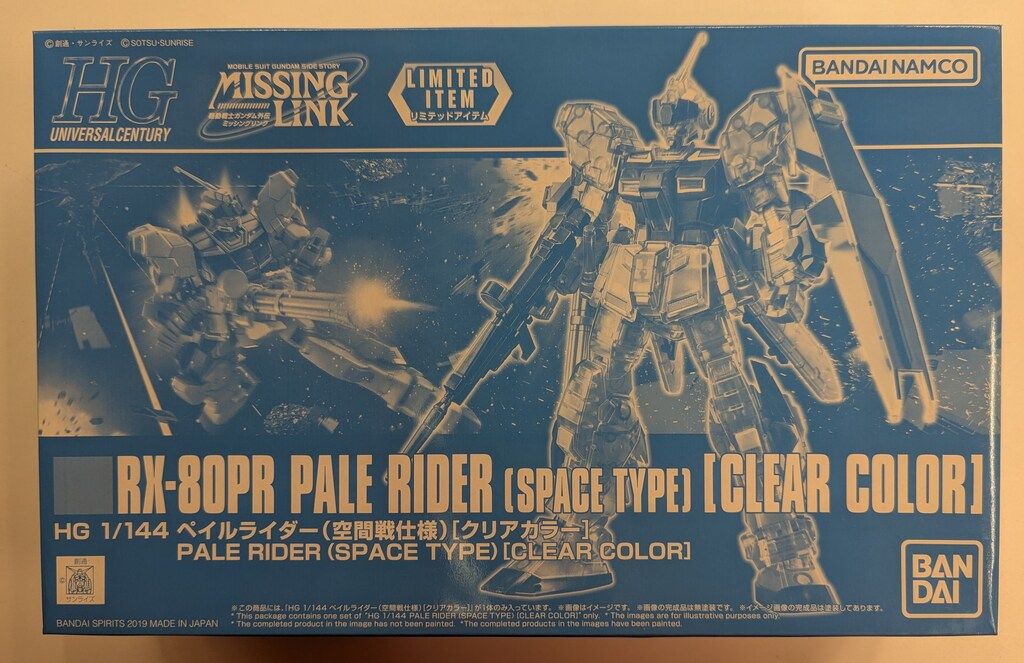 ©創通・サンライズ ©SOTSU・SUNRISE
HG
UNIVERSAL CENTURY
MOBILE SUIT GUNDAM SIDE STORY
MISSING
LINK
機動戦士ガンダム外伝
ミッシングリンク
LIMITED
ITEM
リミテッドアイテム
BANDAI NAMCO
RX-80PR PALE RIDER (SPACE TYPE) [CLEAR COLOR]
HG 1/144 ペイルライダー(空間戦仕様)[クリアカラー]
PALE RIDER (SPACE TYPE) [CLEAR COLOR]
創通
©
サンライズ
BAN
DAI
※この商品には、「HG 1/144 ペイルライダー(空間戦仕様)[クリアカラー]」が1体のみ入っています。 ※画像はイメージです。 ※画像の完成品は無塗装です。 ※イメージ画像の完成品は塗装してあります。
*This package contains one set of "HG 1/144 PALE RIDER (SPACE TYPE) [CLEAR COLOR]" only. *The images are for illustrative purposes only.
*The completed product in the image has not been painted. *The completed products in the images have been painted.
BANDAI SPIRITS 2019 MADE IN JAPAN